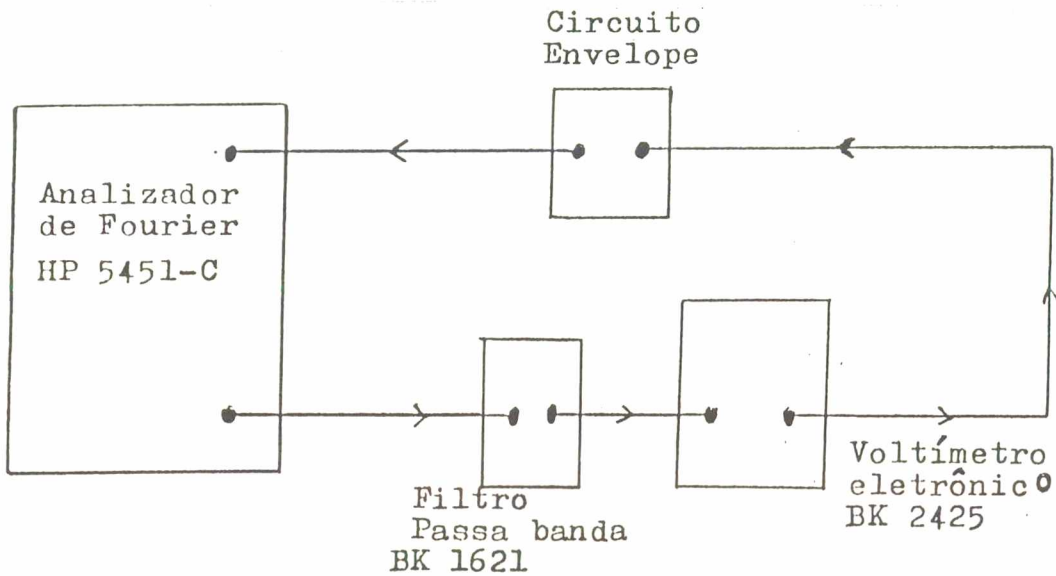 Circuito
Envelope
Analizador
de Fourier
HP 5451-C
Filtro
Passa banda
BK 1621
Voltímetro
eletrônico
BK 2425